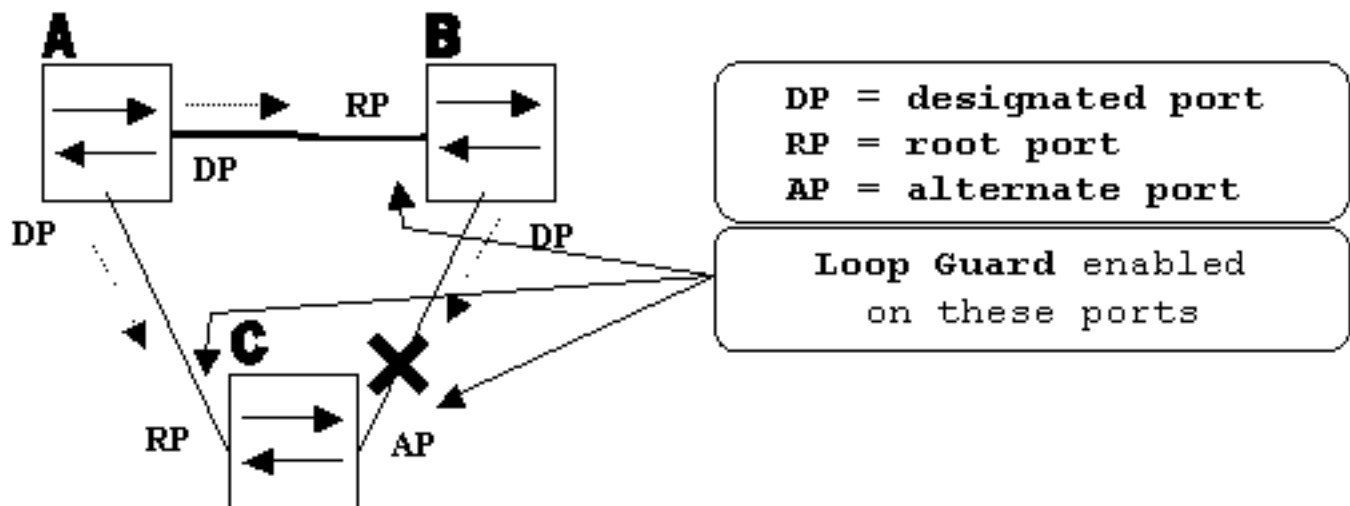 A
B
RP
DP
DP
DP
C
RP
AP
DP = designated port
RP = root port
AP = alternate port
Loop Guard enabled
on these ports